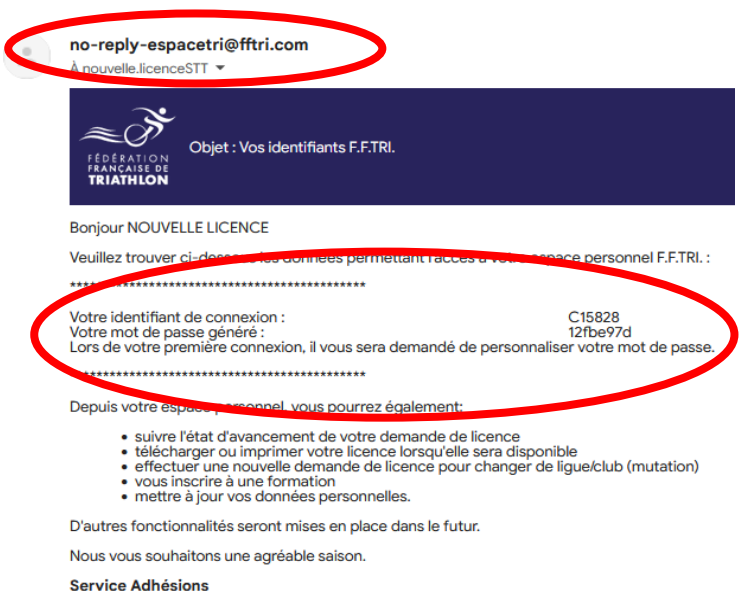 no-reply-espacetri@fftri.com
À nouvelle.licenceSTT
FÉDÉRATION
FRANÇAISE DE
TRIATHLON
Objet : Vos identifiants F.F.TRI.
Bonjour NOUVELLE LICENCE
Veuillez trouver ci-dessous les données permettant l'accès à votre espace personnel F.F.TRI. :
**********************************************
Votre identifiant de connexion : C15828
Votre mot de passe généré : 12fbe97d
Lors de votre première connexion, il vous sera demandé de personnaliser votre mot de passe.
**********************************************
Depuis votre espace personnel, vous pourrez également:
• suivre l'état d'avancement de votre demande de licence
• télécharger ou imprimer votre licence lorsqu'elle sera disponible
• effectuer une nouvelle demande de licence pour changer de ligue/club (mutation)
• vous inscrire à une formation
• mettre à jour vos données personnelles.
D'autres fonctionnalités seront mises en place dans le futur.
Nous vous souhaitons une agréable saison.
Service Adhésions